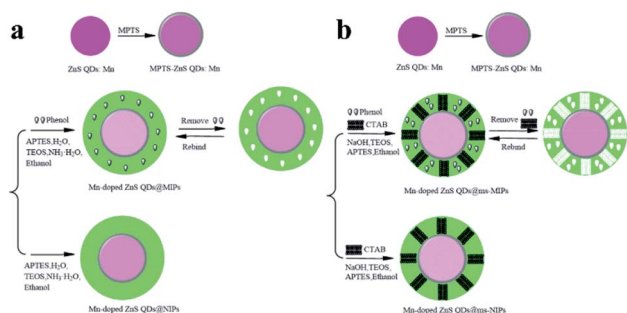 a
MPTS
ZnS QDs: Mn
MPTS-ZnS QDs: Mn
Phenol
APTES,H₂O,
TEOS,NH₃·H₂O,
Ethanol
Remove
Rebind
Mn-doped ZnS QDs@MIPs
APTES,H₂O,
TEOS,NH₃·H₂O,
Ethanol
Mn-doped ZnS QDs@NIPs
b
MPTS
ZnS QDs: Mn
MPTS-ZnS QDs: Mn
Phenol
CTAB
NaOH,TEOS,
APTES,Ethanol
Remove
Rebind
Mn-doped ZnS QDs@ms-MIPs
CTAB
NaOH,TEOS,
APTES,Ethanol
Mn-doped ZnS QDs@ms-NIPs